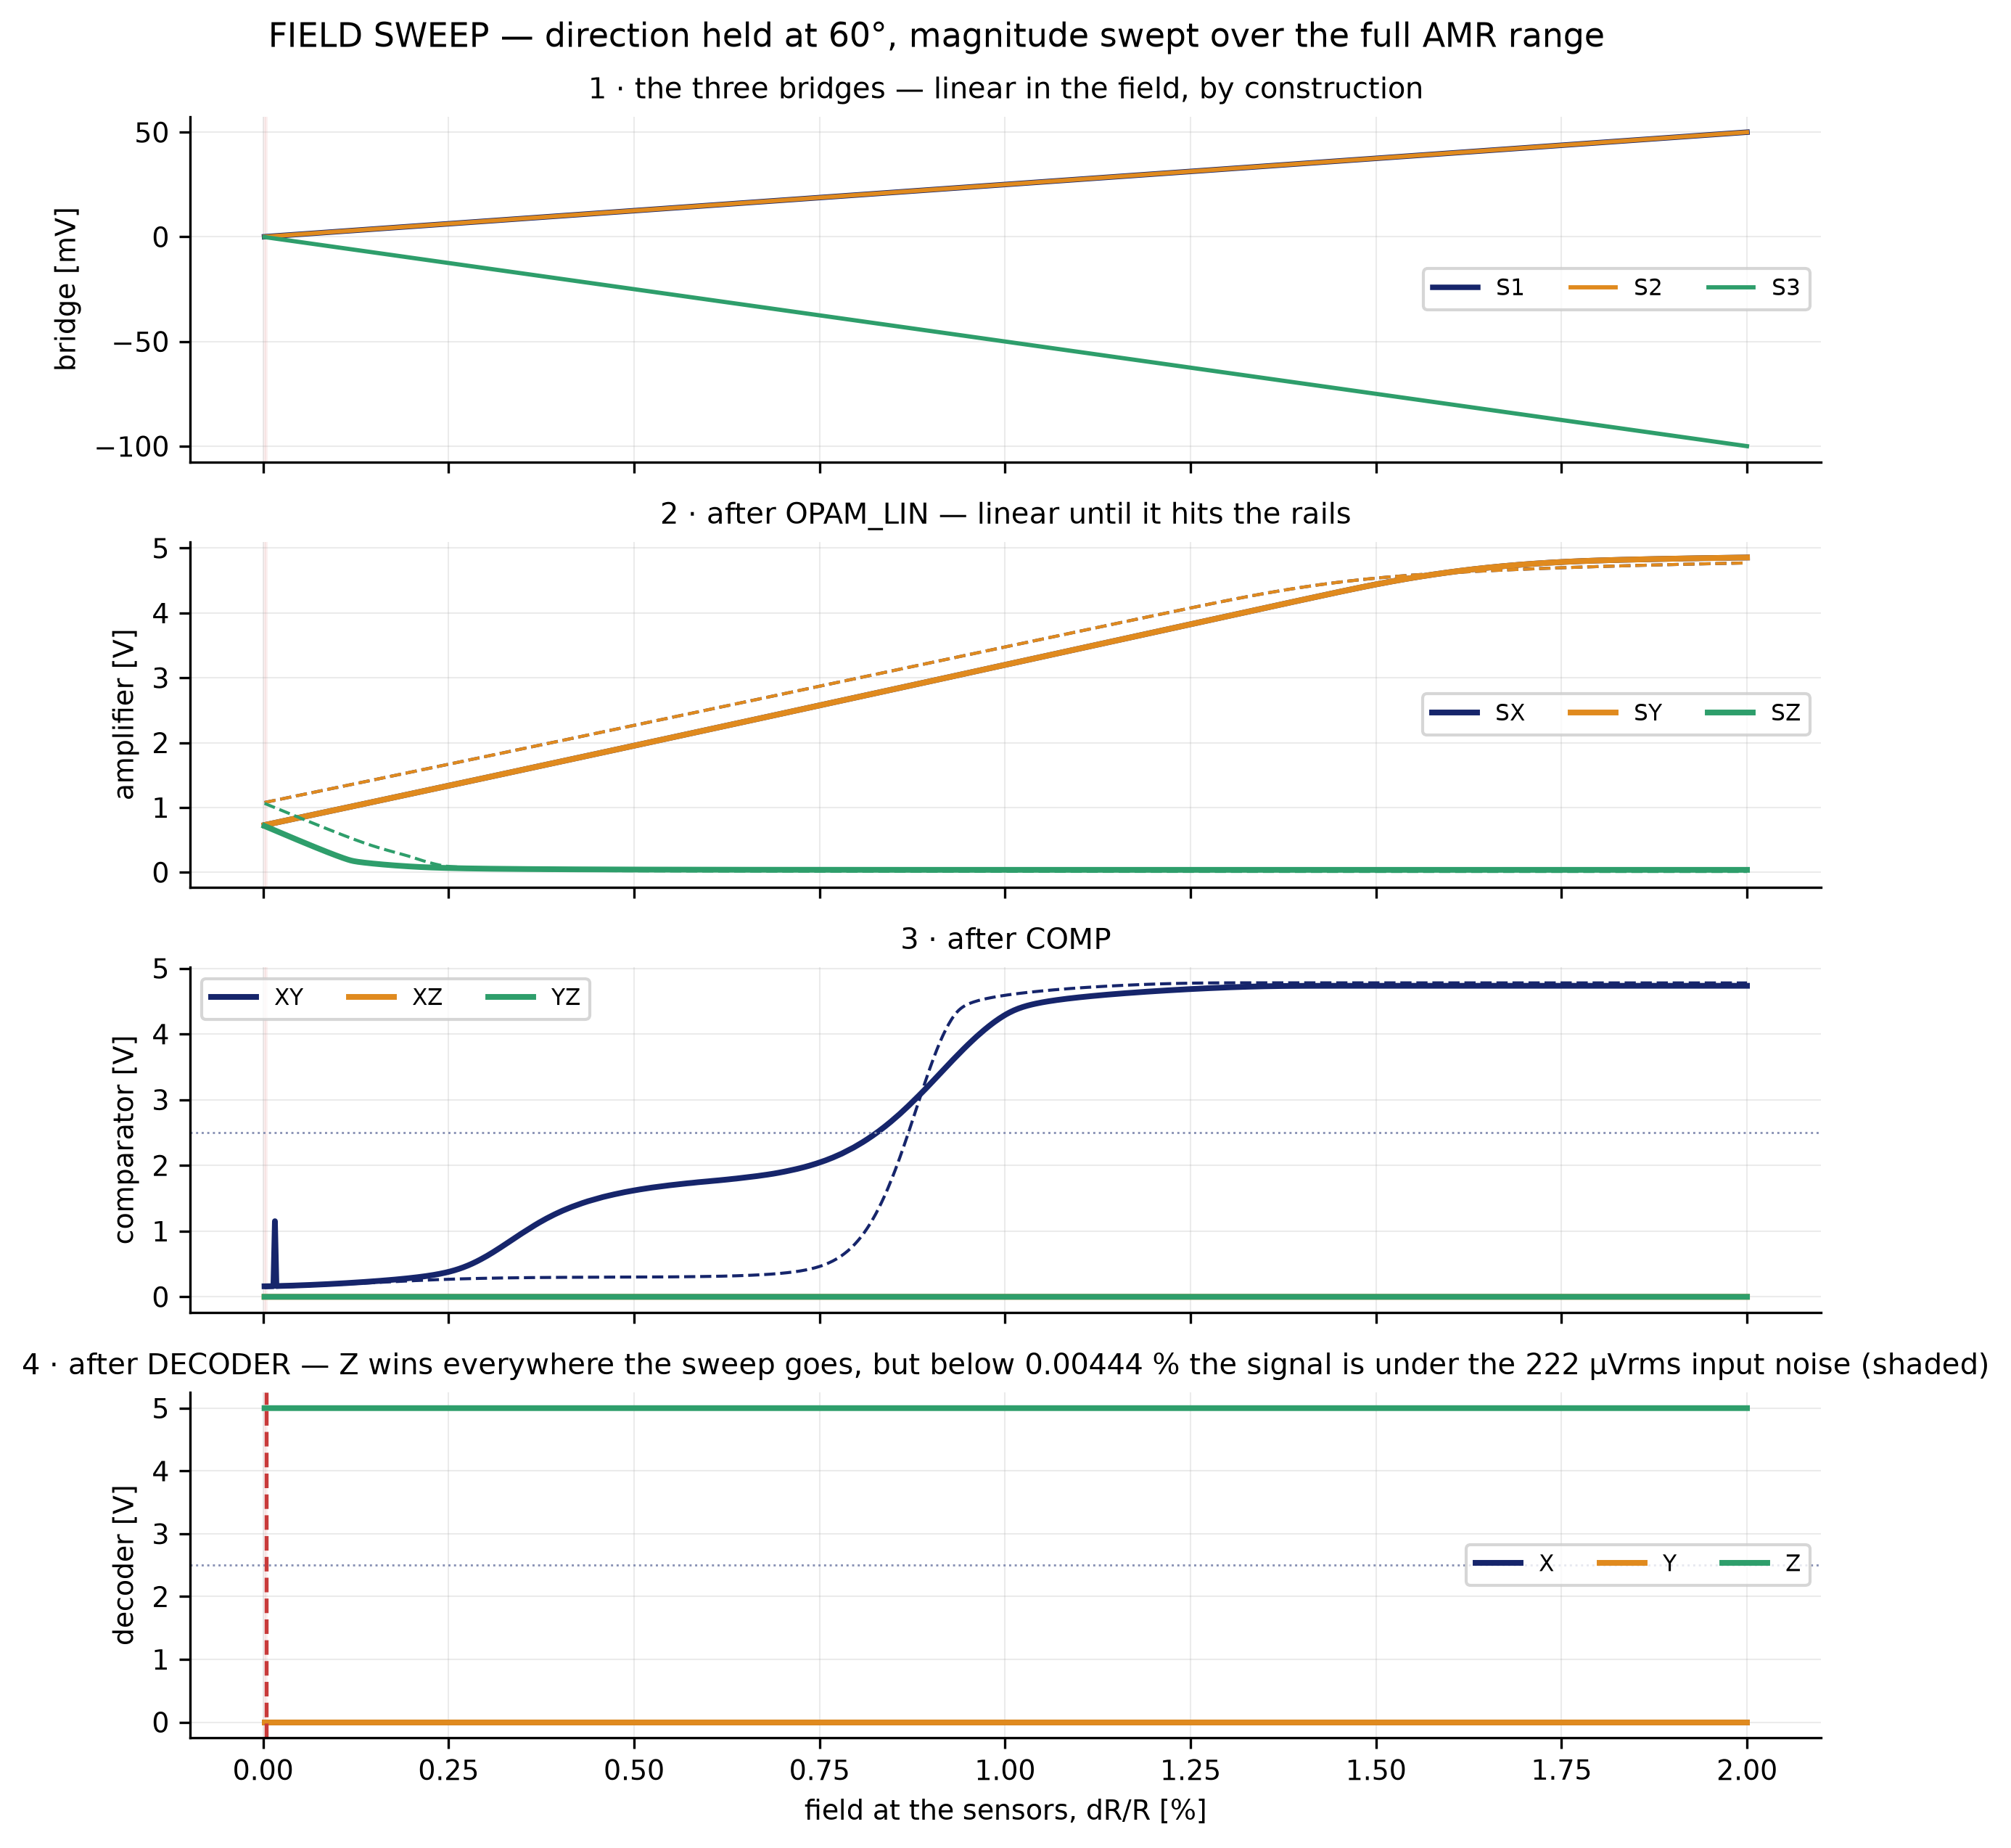 FIELD SWEEP — direction held at 60°, magnitude swept over the full AMR range
1 · the three bridges — linear in the field, by construction
50
0
−50
−100
bridge [mV]
S1 S2 S3
2 · after OPAM_LIN — linear until it hits the rails
5
4
3
2
1
0
amplifier [V]
SX SY SZ
3 · after COMP
5
4
3
2
1
0
comparator [V]
XY XZ YZ
4 · after DECODER — Z wins everywhere the sweep goes, but below 0.00444 % the signal is under the 222 µVrms input noise (shaded)
5
4
3
2
1
0
decoder [V]
X Y Z
0.00 0.25 0.50 0.75 1.00 1.25 1.50 1.75 2.00
field at the sensors, dR/R [%]